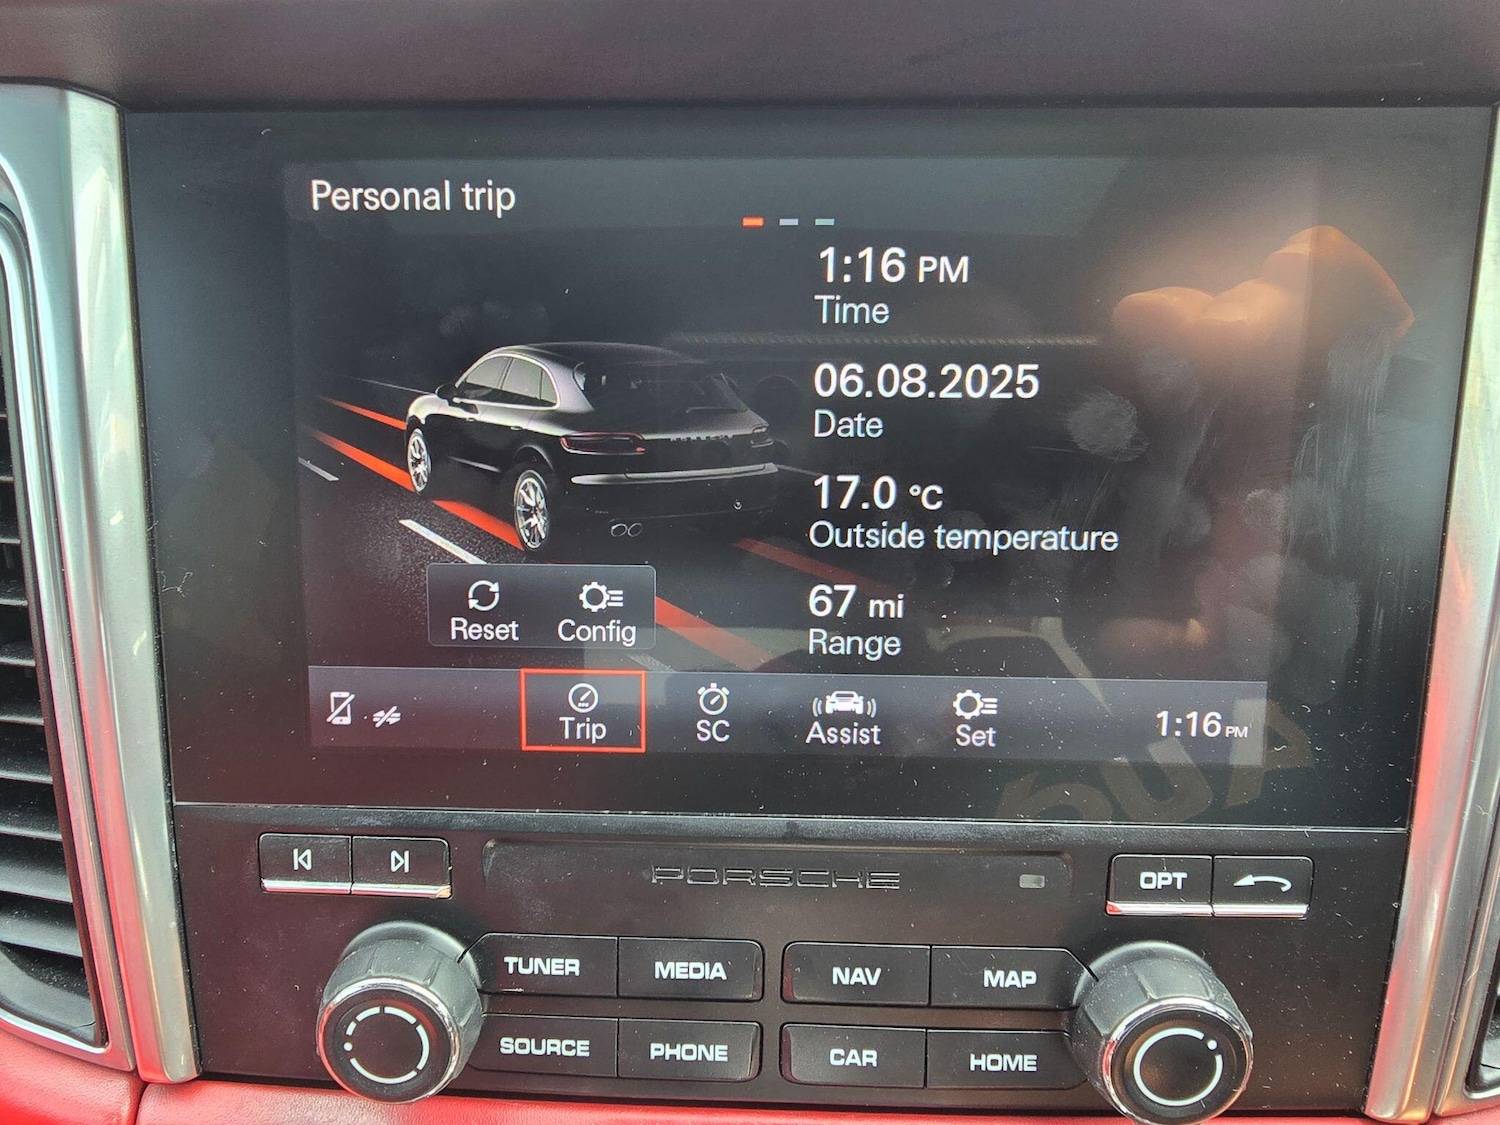 Personal trip
1:16 PM
Time
06.08.2025
Date
17.0 °C
Outside temperature
67 mi
Range
Reset Config
Trip SC Assist Set 1:16 PM
PORSCHE
OPT
TUNER MEDIA NAV MAP
SOURCE PHONE CAR HOME